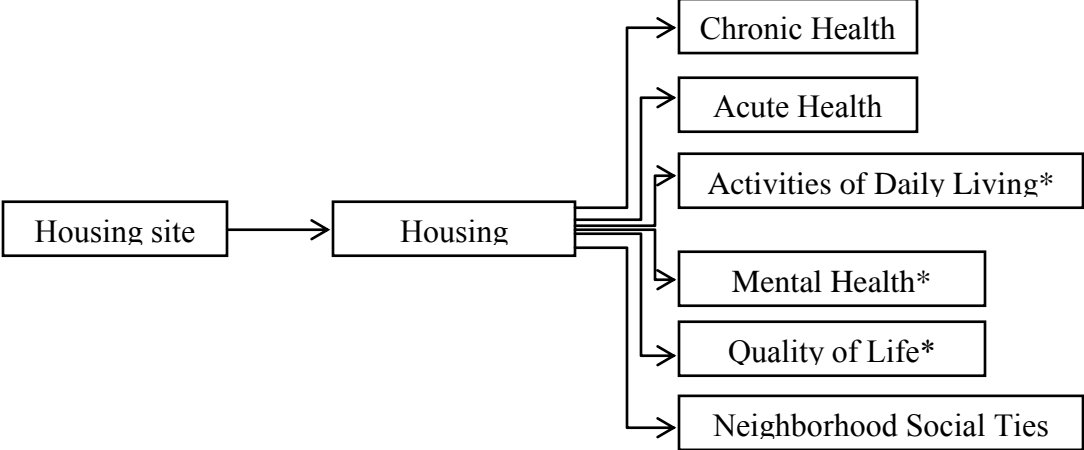 Chronic Health
Acute Health
Activities of Daily Living*
Housing site
Housing
Mental Health*
Quality of Life*
Neighborhood Social Ties